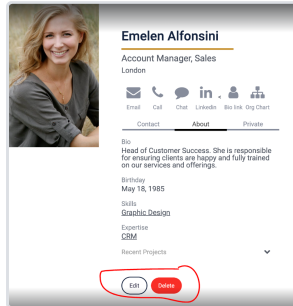 Emelen Alfonsini
Account Manager, Sales
London
Email Call Chat Linkedin Bio link Org Chart
Contact About Private
Bio
Head of Customer Success. She is responsible
for ensuring clients are happy and fully trained
on our services and offerings.
Birthday
May 18, 1985
Skills
Graphic Design
Expertise
CRM
Recent Projects
Edit Delete